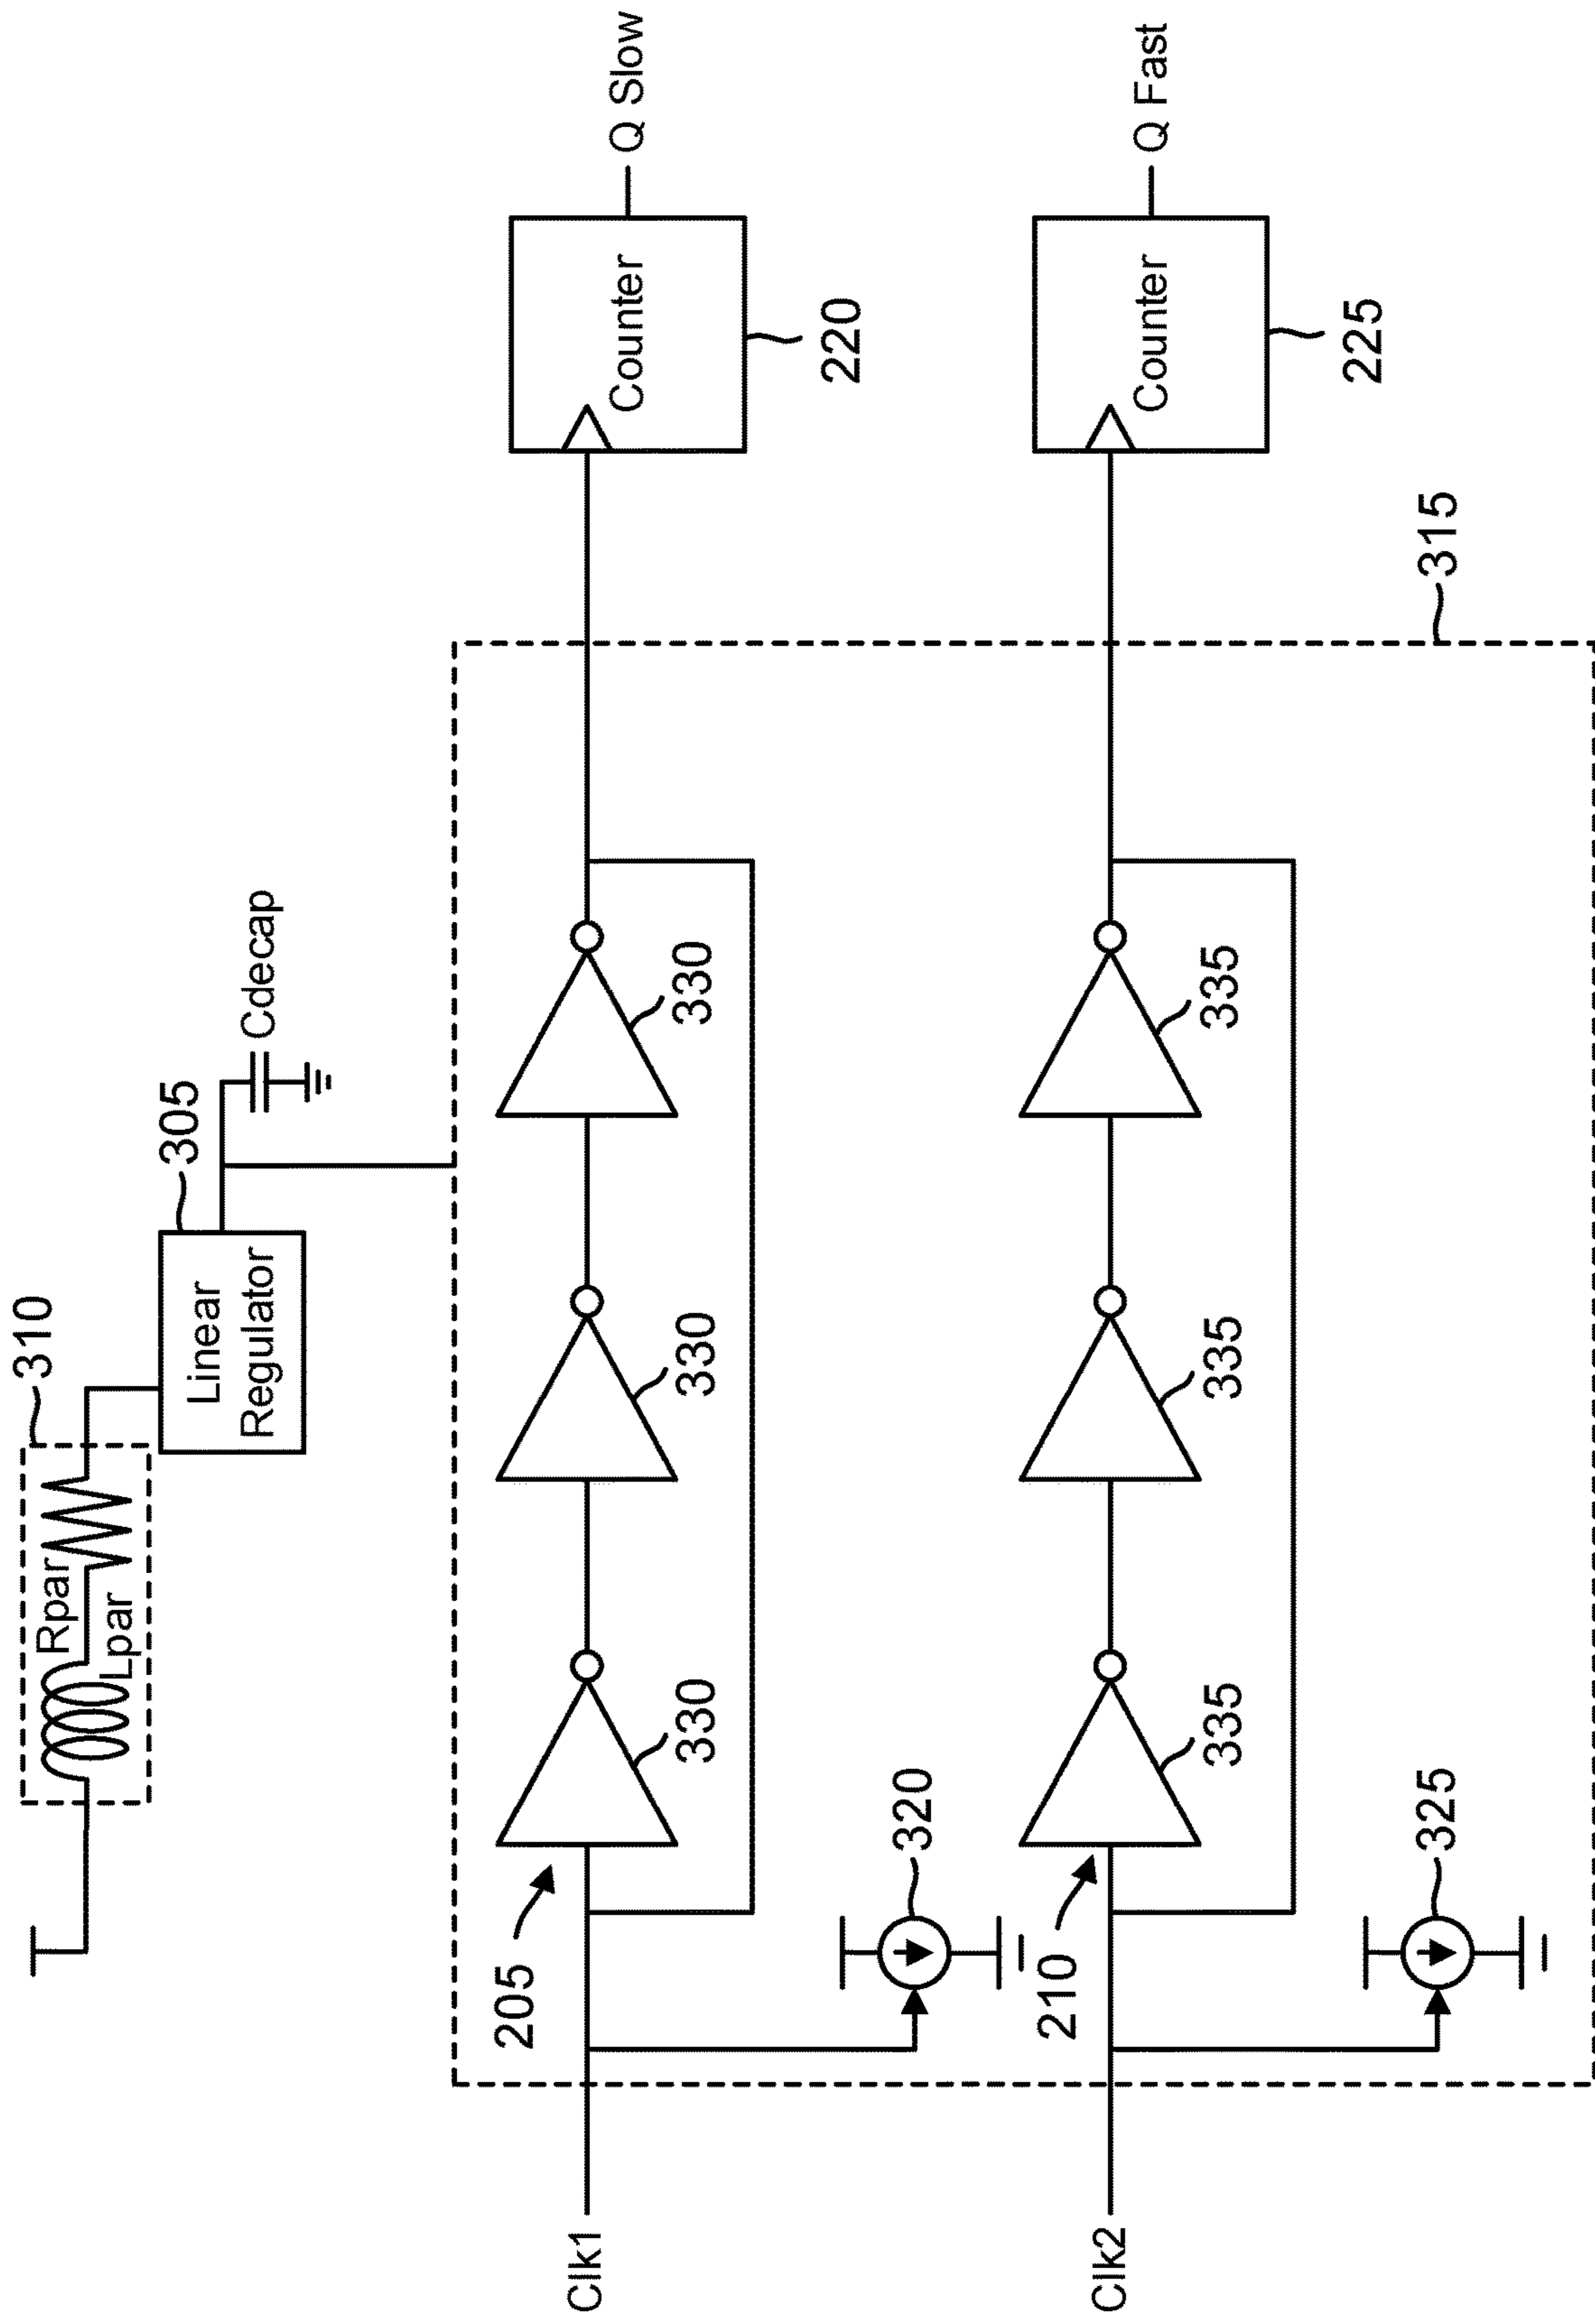 310
Rpar
Lpar
Linear
Regulator
305
Cdecap
Clk1
205
330
330
330
320
Counter
220
Q Slow
Clk2
210
335
335
335
325
315
Counter
225
Q Fast